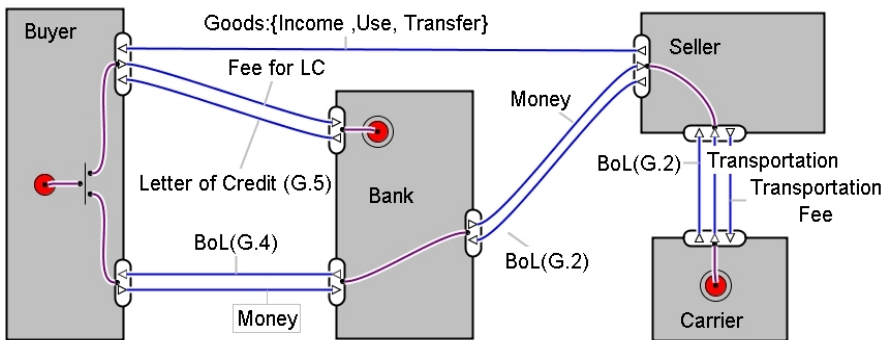 Buyer
Goods:{Income ,Use, Transfer}
Seller
Fee for LC
Money
Letter of Credit (G.5)
Bank
BoL(G.2)
Transportation
Transportation
Fee
BoL(G.4)
BoL(G.2)
Money
Carrier